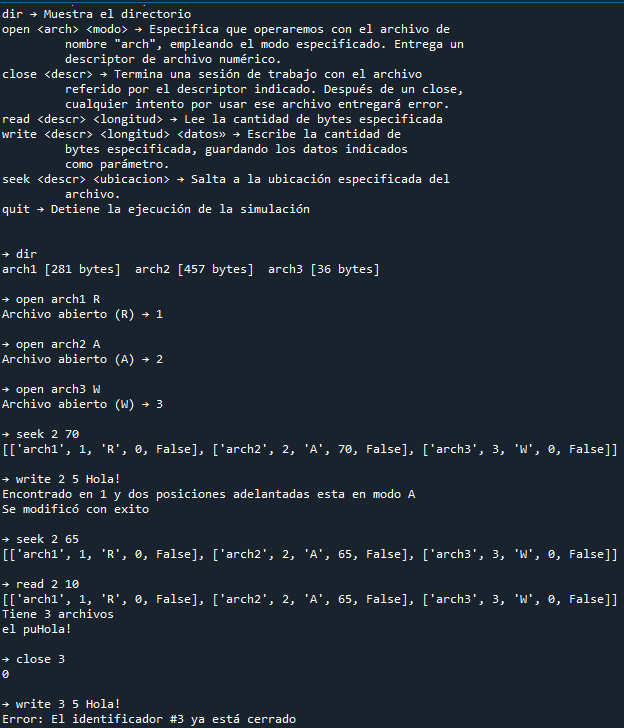 dir → Muestra el directorio
open <arch> <modo> → Especifica que operaremos con el archivo de
nombre "arch", empleando el modo especificado. Entrega un
descriptor de archivo numérico.
close <descr> → Termina una sesión de trabajo con el archivo
referido por el descriptor indicado. Después de un close,
cualquier intento por usar ese archivo entregará error.
read <descr> <longitud> → Lee la cantidad de bytes especificada
write <descr> <longitud> <datos» → Escribe la cantidad de
bytes especificada, guardando los datos indicados
como parámetro.
seek <descr> <ubicacion> → Salta a la ubicación especificada del
archivo.
quit → Detiene la ejecución de la simulación
→ dir
arch1 [281 bytes]  arch2 [457 bytes]  arch3 [36 bytes]
→ open arch1 R
Archivo abierto (R) → 1
→ open arch2 A
Archivo abierto (A) → 2
→ open arch3 W
Archivo abierto (W) → 3
→ seek 2 70
[['arch1', 1, 'R', 0, False], ['arch2', 2, 'A', 70, False], ['arch3', 3, 'W', 0, False]]
→ write 2 5 Hola!
Encontrado en 1 y dos posiciones adelantadas esta en modo A
Se modificó con exito
→ seek 2 65
[['arch1', 1, 'R', 0, False], ['arch2', 2, 'A', 65, False], ['arch3', 3, 'W', 0, False]]
→ read 2 10
[['arch1', 1, 'R', 0, False], ['arch2', 2, 'A', 65, False], ['arch3', 3, 'W', 0, False]]
Tiene 3 archivos
el puHola!
→ close 3
0
→ write 3 5 Hola!
Error: El identificador #3 ya está cerrado